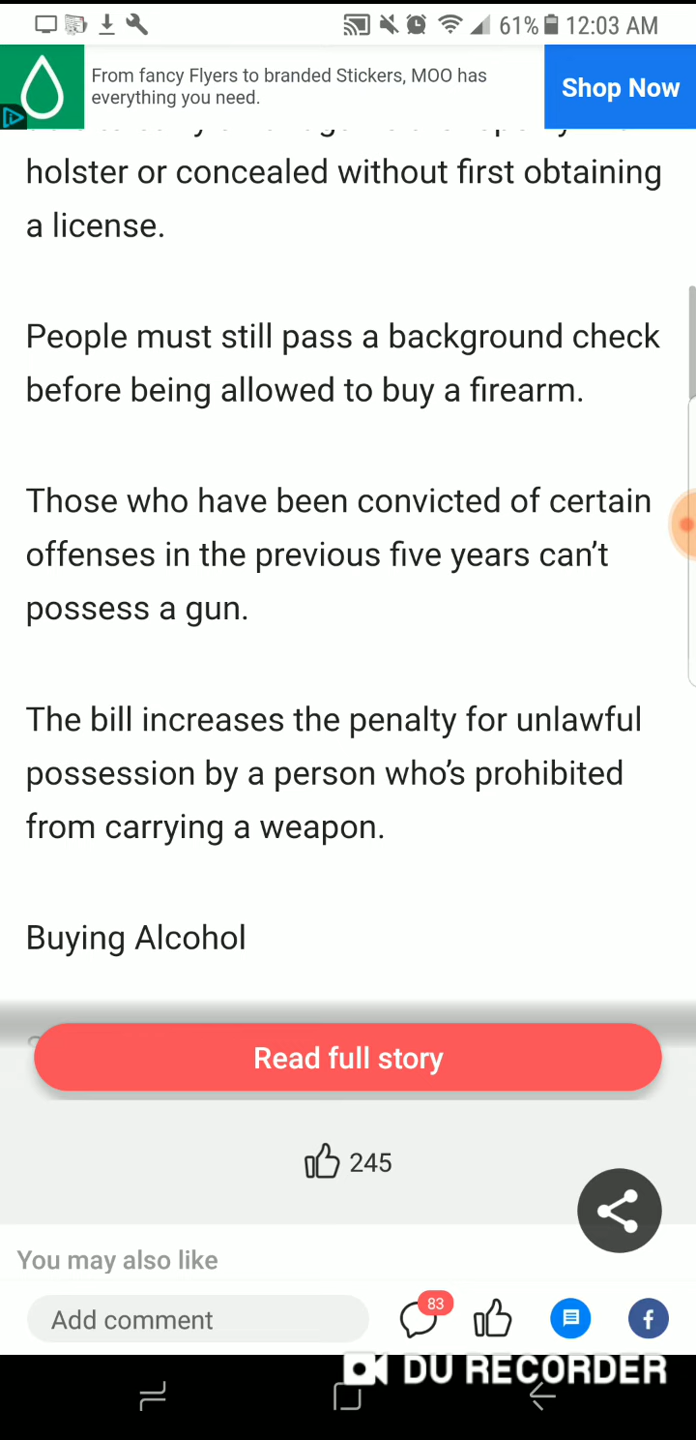 61% 12:03 AM
From fancy Flyers to branded Stickers, MOO has
everything you need.
Shop Now
holster or concealed without first obtaining
a license.
People must still pass a background check
before being allowed to buy a firearm.
Those who have been convicted of certain
offenses in the previous five years can’t
possess a gun.
The bill increases the penalty for unlawful
possession by a person who’s prohibited
from carrying a weapon.
Buying Alcohol
Read full story
245
You may also like
Add comment
83
f
DU RECORDER